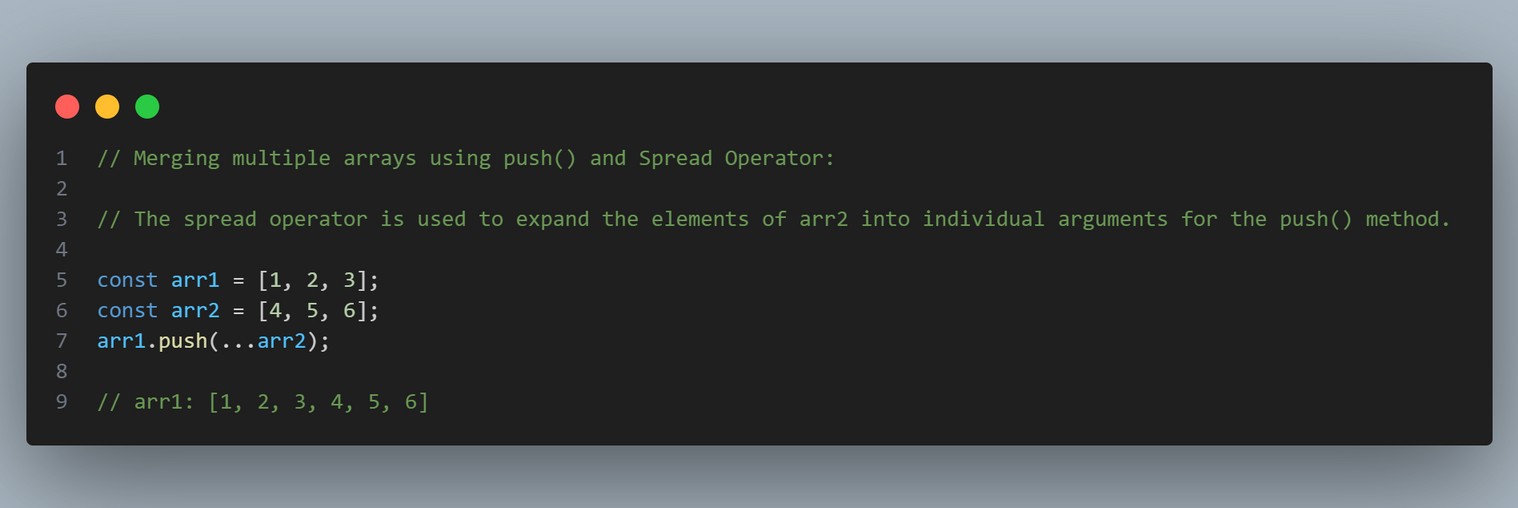 1 // Merging multiple arrays using push() and Spread Operator:
2
3 // The spread operator is used to expand the elements of arr2 into individual arguments for the push() method.
4
5 const arr1 = [1, 2, 3];
6 const arr2 = [4, 5, 6];
7 arr1.push(...arr2);
8
9 // arr1: [1, 2, 3, 4, 5, 6]